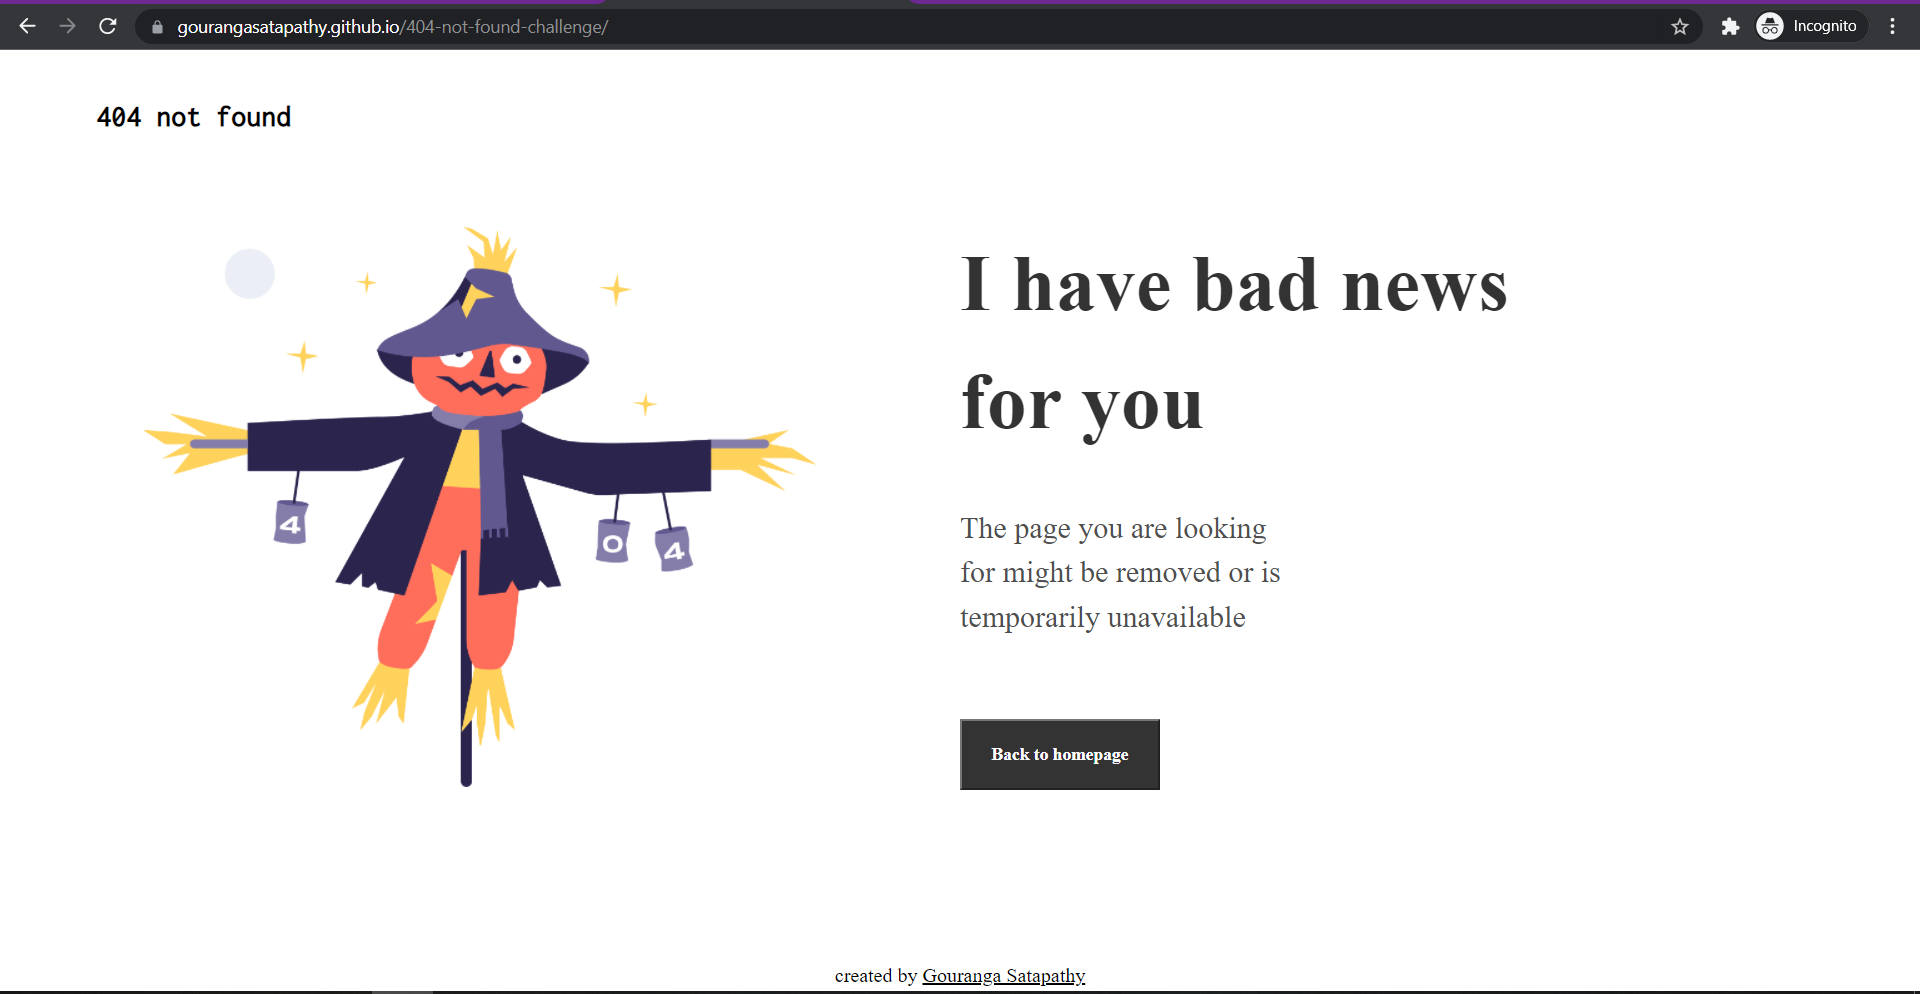 gourangasatapathy.github.io/404-not-found-challenge/
Incognito
404 not found
I have bad news
for you
4
0
4
The page you are looking
for might be removed or is
temporarily unavailable
Back to homepage
created by Gouranga Satapathy